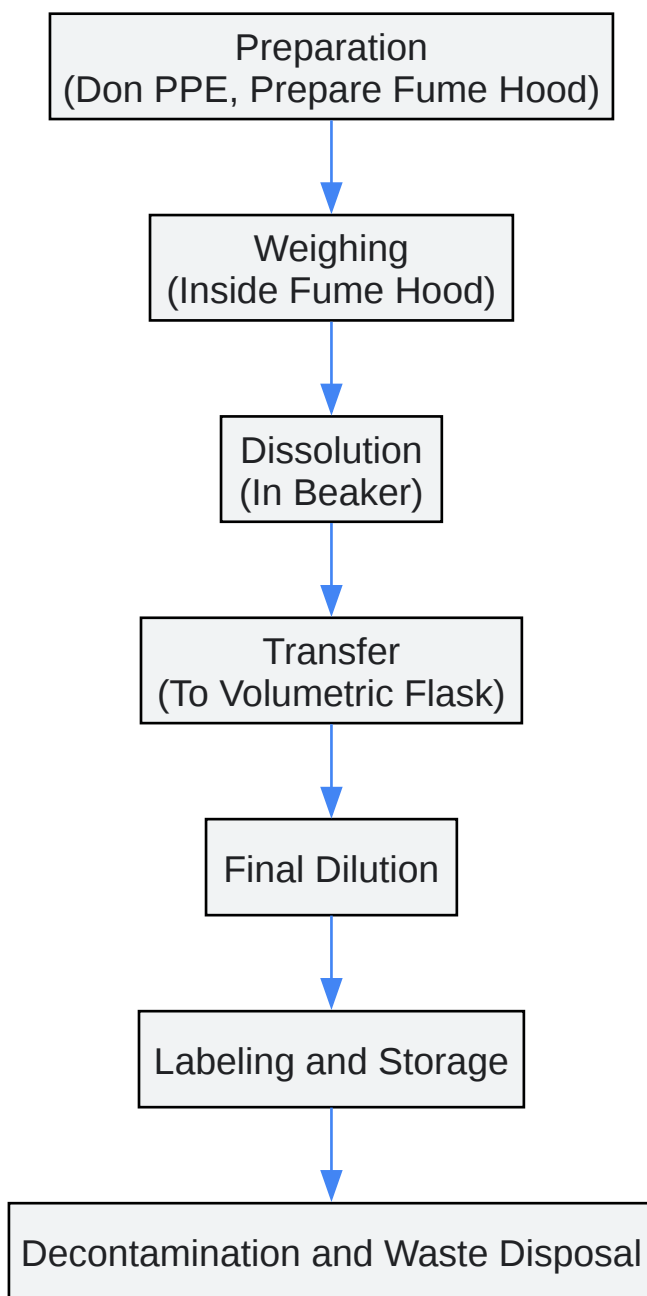 Preparation
(Don PPE, Prepare Fume Hood)
Weighing
(Inside Fume Hood)
Dissolution
(In Beaker)
Transfer
(To Volumetric Flask)
Final Dilution
Labeling and Storage
Decontamination and Waste Disposal